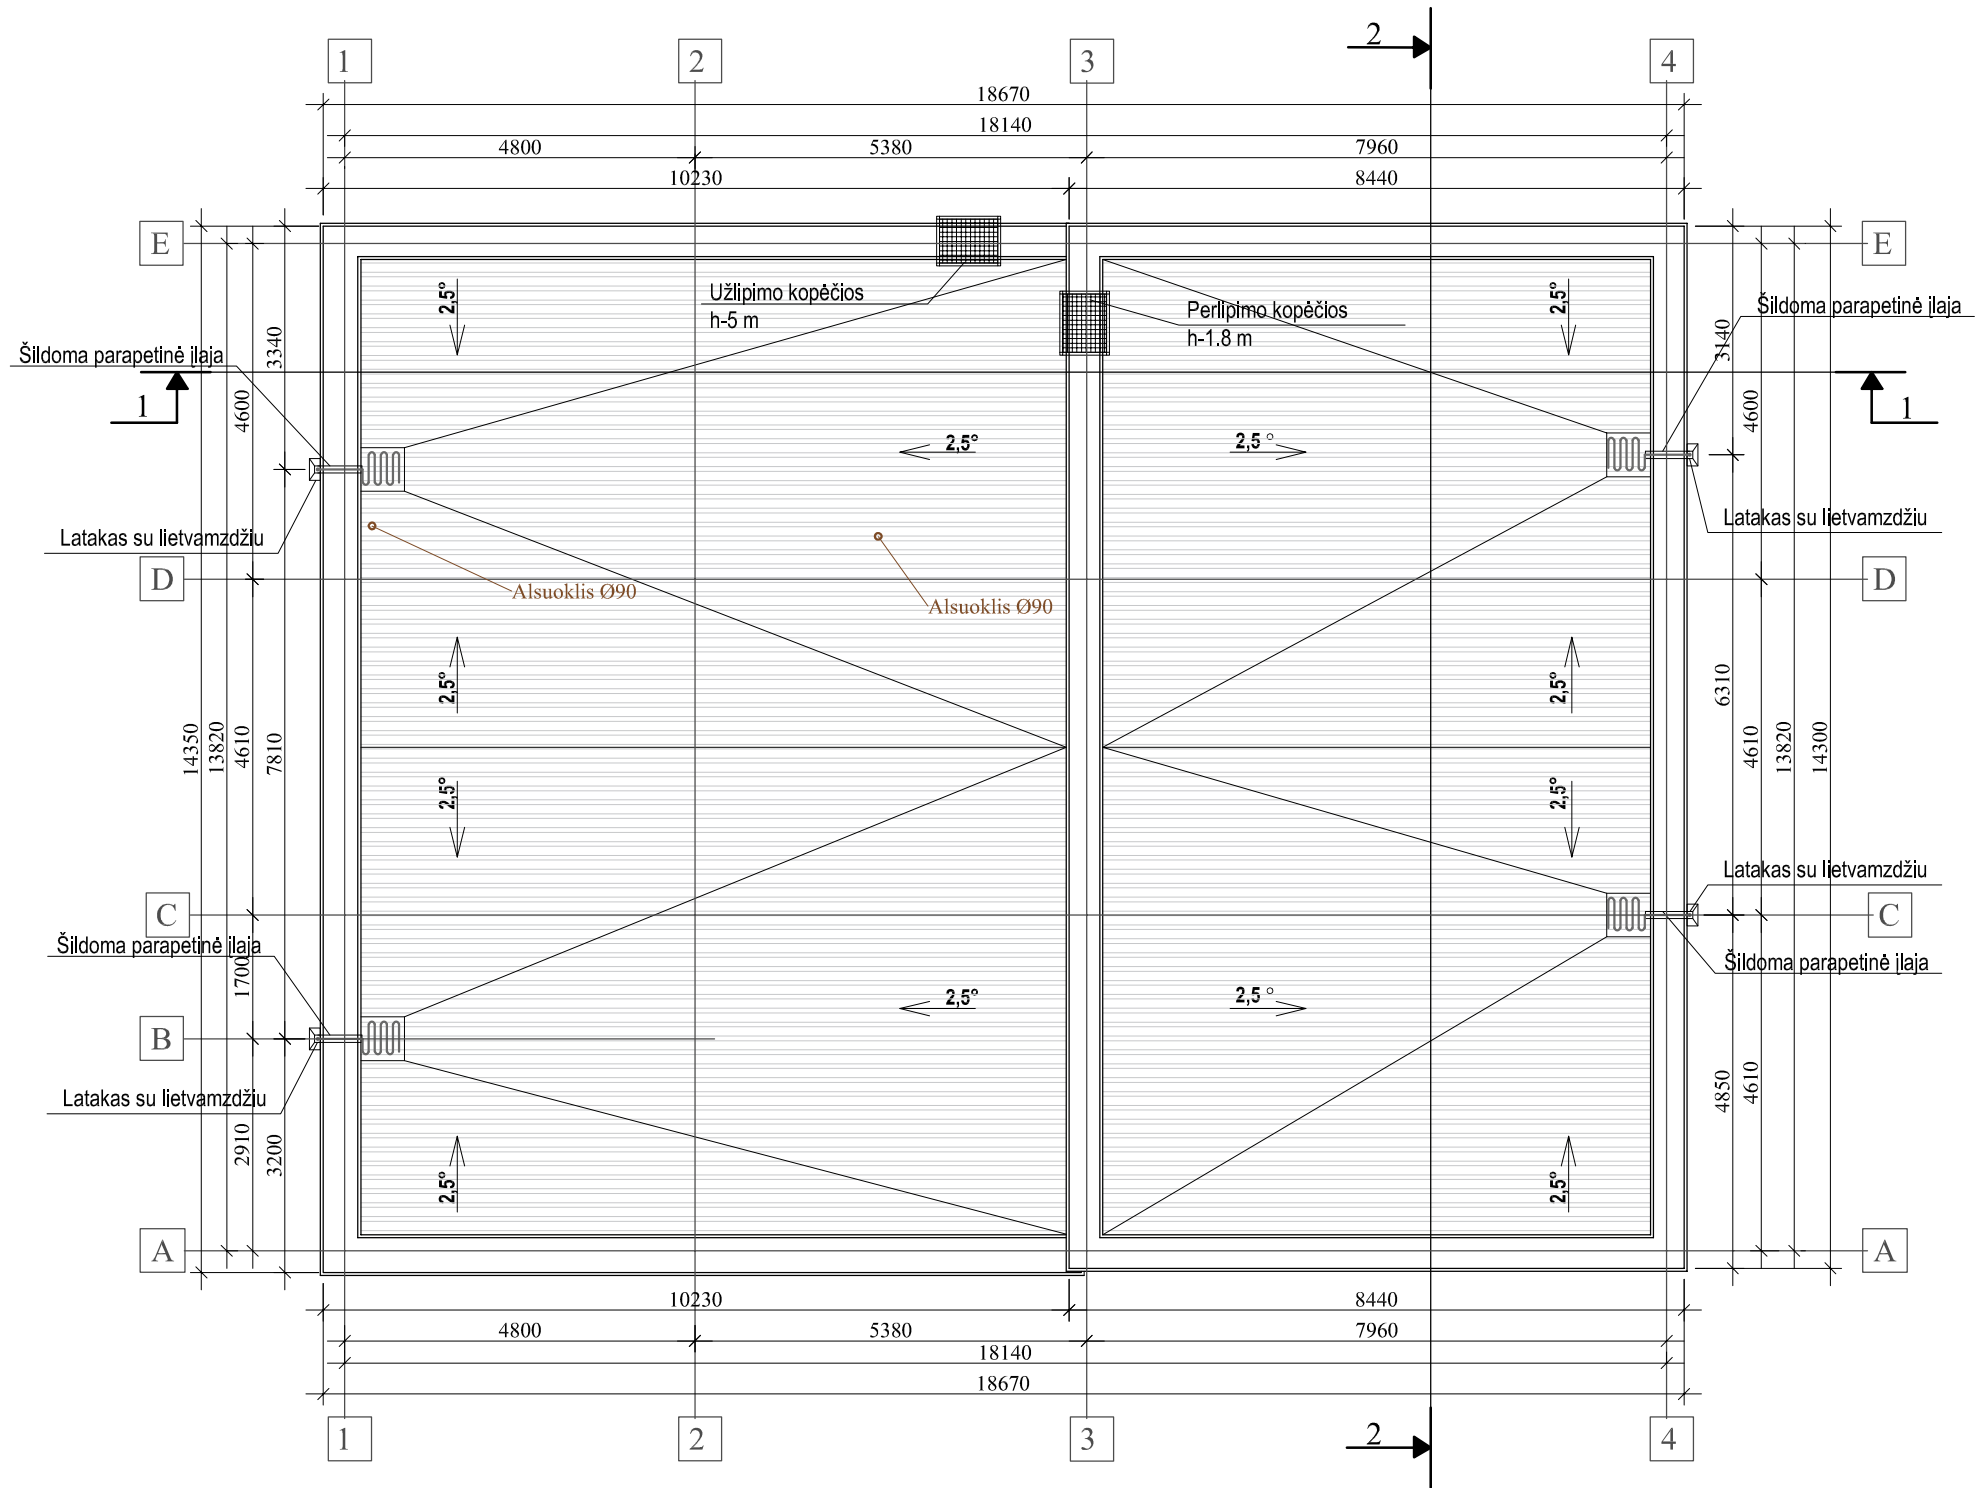 2
1
2
3
4
18670
18140
4800
5380
7960
10230
8440
E
E
2,5°
2,5°
Užlipimo kopėčios
h-5 m
Perlipimo kopėčios
h-1.8 m
Šildoma parapetinė įlaja
Šildoma parapetinė įlaja
3340
3140
1
1
4600
4600
2,5°
2,5 °
Latakas su lietvamzdžiu
Latakas su lietvamzdžiu
D
D
Alsuoklis Ø90
Alsuoklis Ø90
2,5°
2,5°
6310
14350
13820
4610
7810
4610
13820
14300
2,5°
2,5°
Latakas su lietvamzdžiu
C
C
Šildoma parapetinė įlaja
Šildoma parapetinė įlaja
1700
2,5°
2,5 °
B
Latakas su lietvamzdžiu
4850
4610
2910
3200
2,5°
2,5°
A
A
10230
8440
4800
5380
7960
18140
18670
1
2
3
2
4